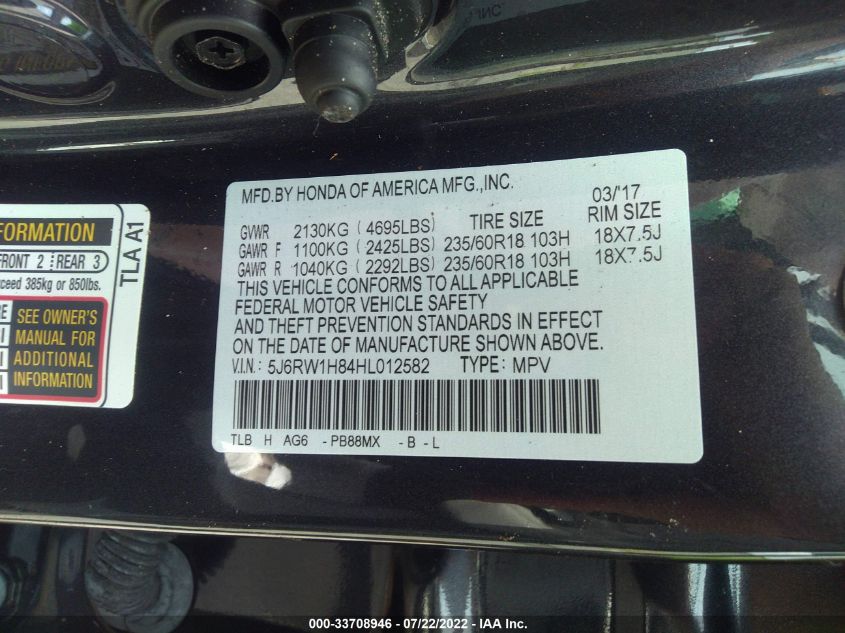 INC
MFD.BY HONDA OF AMERICA MFG.,INC.
03/'17
GVWR 2130KG (4695LBS) TIRE SIZE RIM SIZE
GAWR F 1100KG (2425LBS) 235/60R18 103H 18X7.5J
GAWR R 1040KG (2292LBS) 235/60R18 103H 18X7.5J
THIS VEHICLE CONFORMS TO ALL APPLICABLE
FEDERAL MOTOR VEHICLE SAFETY
AND THEFT PREVENTION STANDARDS IN EFFECT
ON THE DATE OF MANUFACTURE SHOWN ABOVE.
V.I.N: 5J6RW1H84HL012582 TYPE: MPV
TLB H AG6 -PB88MX -B-L
FORMATION
FRONT 2 REAR 3
385kg or 850lbs.
SEE OWNER'S
MANUAL FOR
ADDITIONAL
INFORMATION
TLA A1
000-33708946 - 07/22/2022 - IAA Inc.